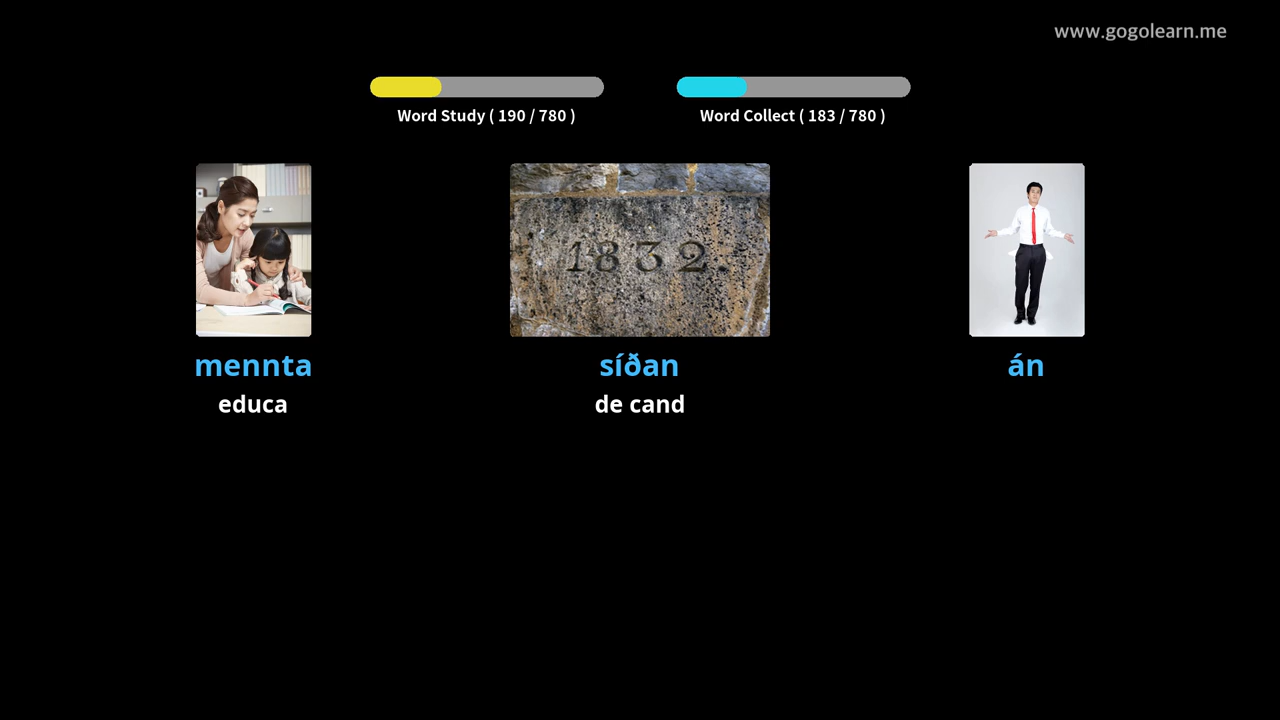 www.gogolearn.me
Word Study ( 190 / 780 )
Word Collect ( 183 / 780 )
1832.
mennta
síðan
án
educa
de cand